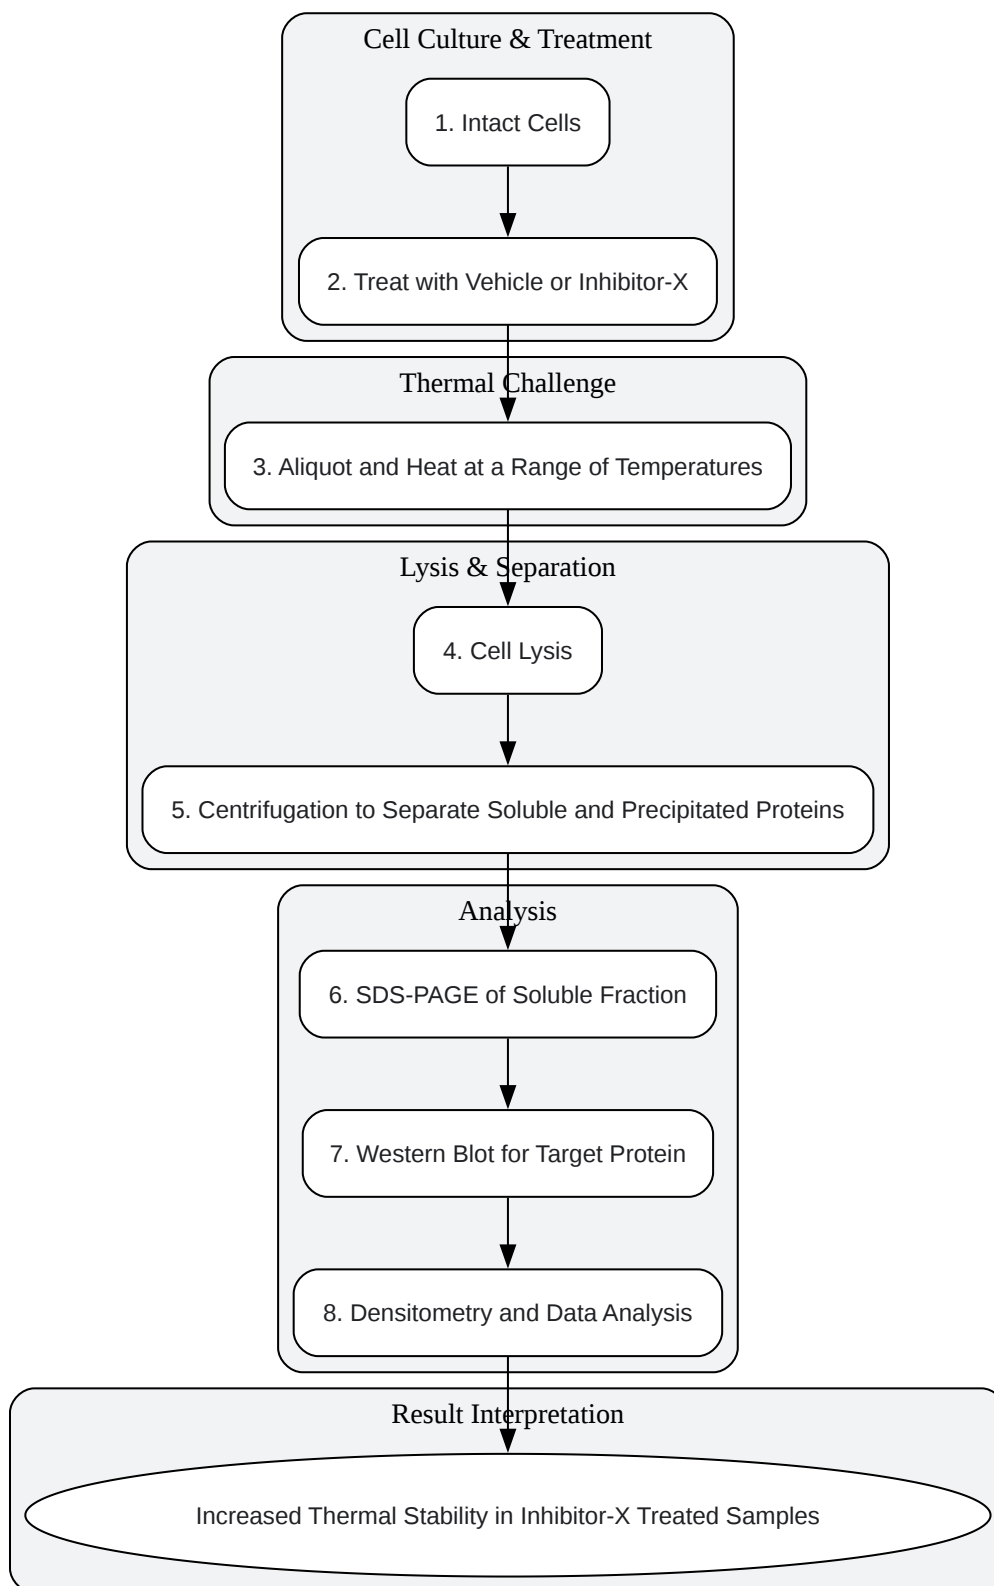 Cell Culture & Treatment
1. Intact Cells
2. Treat with Vehicle or Inhibitor-X
Thermal Challenge
3. Aliquot and Heat at a Range of Temperatures
Lysis & Separation
4. Cell Lysis
5. Centrifugation to Separate Soluble and Precipitated Proteins
Analysis
6. SDS-PAGE of Soluble Fraction
7. Western Blot for Target Protein
8. Densitometry and Data Analysis
Result Interpretation
Increased Thermal Stability in Inhibitor-X Treated Samples